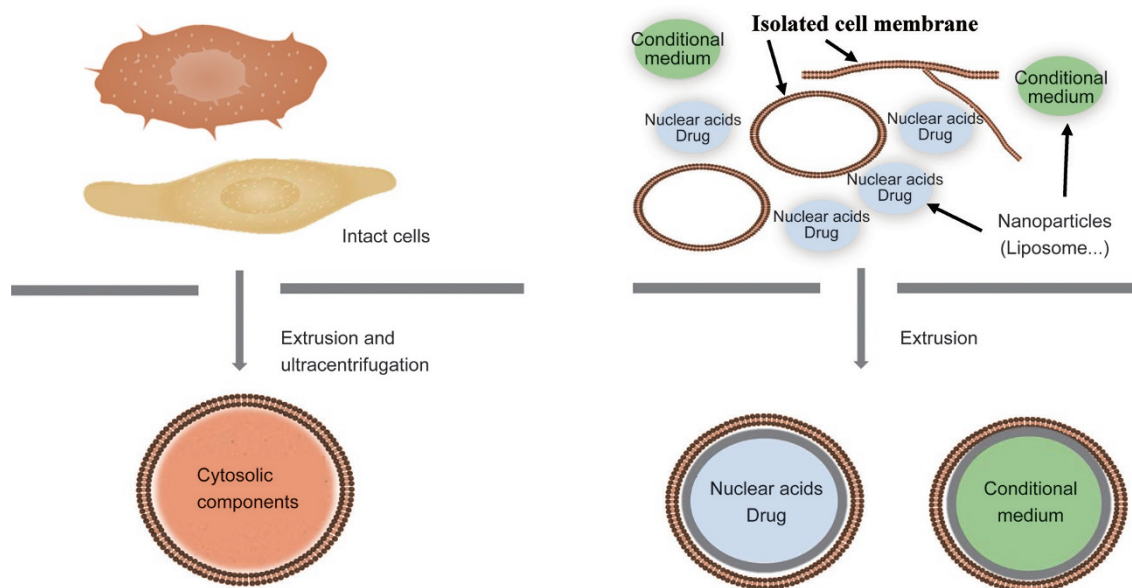 Intact cells
Extrusion and
ultracentrifugation
Cytosolic
components
Isolated cell membrane
Conditional
medium
Conditional
medium
Nuclear acids
Drug
Nuclear acids
Drug
Nuclear acids
Drug
Nuclear acids
Drug
Nanoparticles
(Liposome...)
Extrusion
Nuclear acids
Drug
Conditional
medium